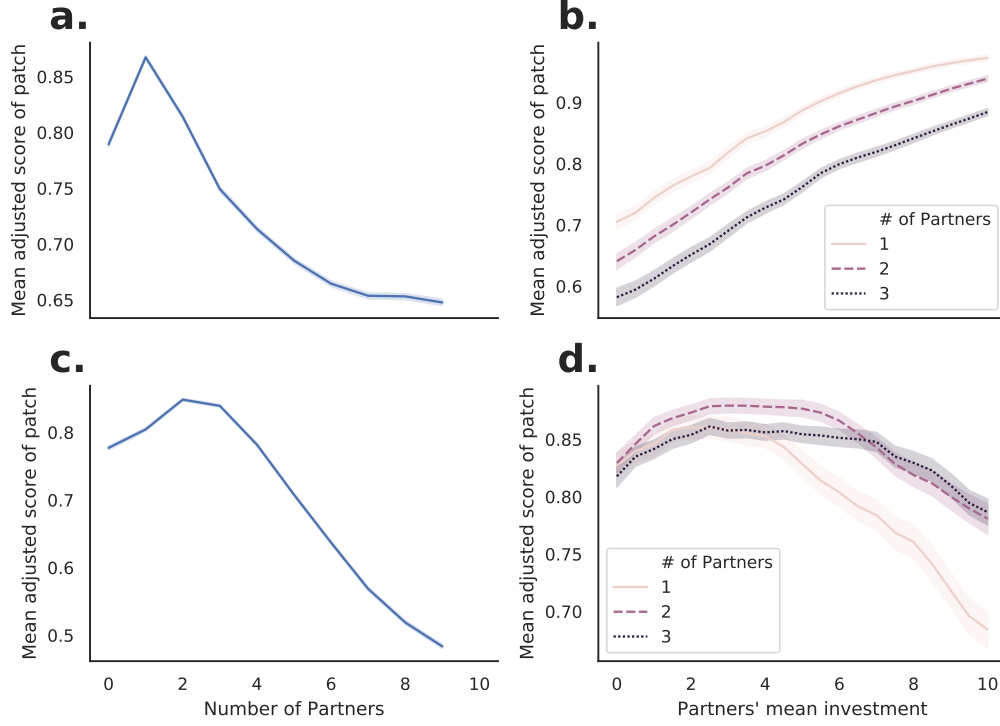 a.
Mean adjusted score of patch
0.85
0.80
0.75
0.70
0.65
b.
Mean adjusted score of patch
0.9
0.8
0.7
0.6
# of Partners
1
2
3
c.
Mean adjusted score of patch
0.8
0.7
0.6
0.5
0 2 4 6 8 10
Number of Partners
d.
Mean adjusted score of patch
0.85
0.80
0.75
0.70
# of Partners
1
2
3
0 2 4 6 8 10
Partners' mean investment